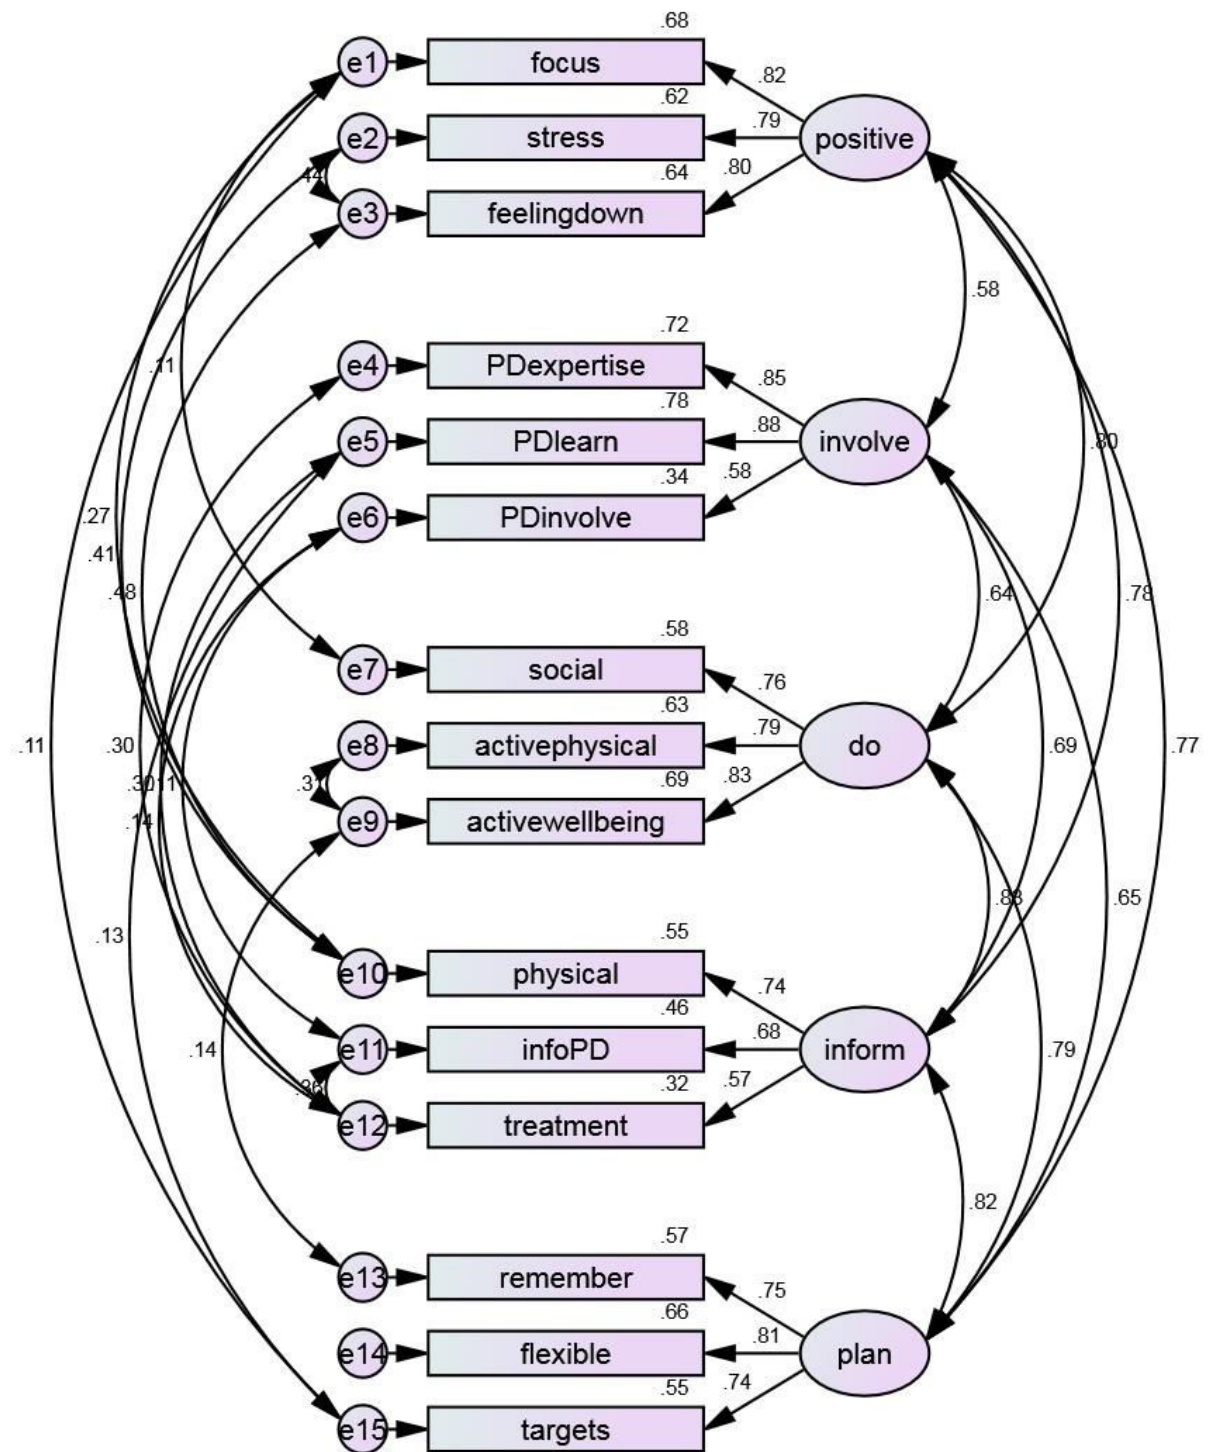 .68
e1 focus .82
.62
e2 stress .79 positive
.44 .64 .80
e3 feelingdown
.58
.72
e4 PDexpertise .85
.11 .78
e5 PDlearn .88 involve .80
.34 .58
e6 PDinvolve
.27
.41
.48 .64 .78
.58
e7 social .76
.63
.11 .30 e8 activephysical .79 do .69 .77
.30 .11 .31 .69 .83
.14 e9 activewellbeing
.65
.13 .55
e10 physical .74
.46
.14 e11 infoPD .68 inform .79
.36 .32 .57
e12 treatment
.82
.57
e13 remember .75
.66
e14 flexible .81 plan
.55 .74
e15 targets